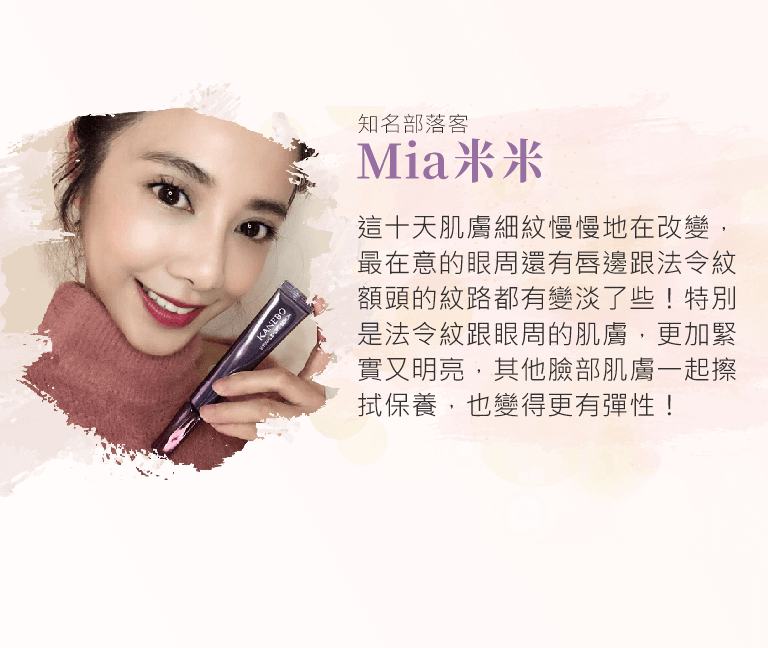 知名部落客
Mia米米
這十天肌膚細紋慢慢地在改變，
最在意的眼周還有唇邊跟法令紋
額頭的紋路都有變淡了些！特別
是法令紋跟眼周的肌膚，更加緊
實又明亮，其他臉部肌膚一起擦
拭保養，也變得更有彈性！
KANEBO